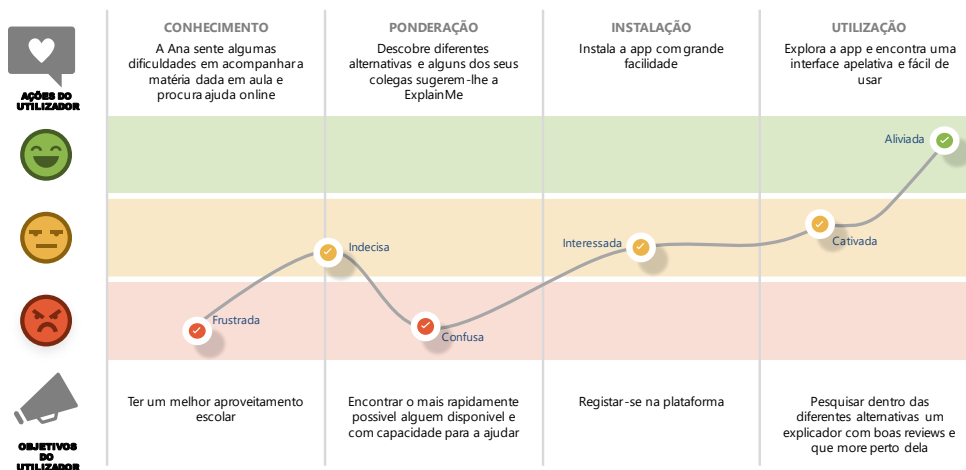 CONHECIMENTO
A Ana sente algumas
dificuldades em acompanhar a
matéria dada em aula e
procura ajuda online
PONDERAÇÃO
Descobre diferentes
alternativas e alguns dos seus
colegas sugerem-lhe a
ExplainMe
INSTALAÇÃO
Instala a app com grande
facilidade
UTILIZAÇÃO
Explora a app e encontra uma
interface apelativa e fácil de
usar
AÇÕES DO
UTILIZADOR
Aliviada
Indecisa
Interessada
Cativada
Frustrada
Confusa
Ter um melhor aproveitamento
escolar
Encontrar o mais rapidamente
possivel alguem disponivel e
com capacidade para a ajudar
Registar-se na plataforma
Pesquisar dentro das
diferentes alternativas um
explicador com boas reviews e
que more perto dela
OBJETIVOS
DO
UTILIZADOR